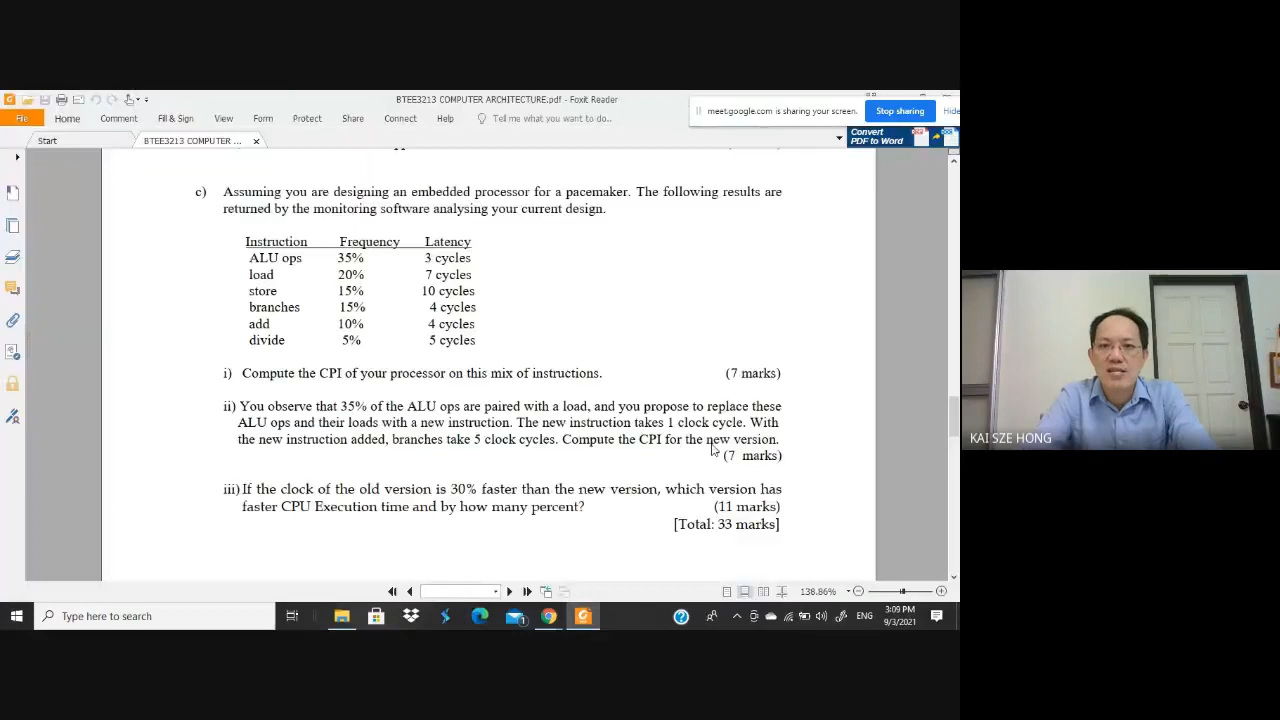 BTEE3213 COMPUTER ARCHITECTURE.pdf - Foxit Reader
meet.google.com is sharing your screen.
Stop sharing
Hide
File
Home
Comment
Fill & Sign
View
Form
Protect
Share
Connect
Help
Tell me what you want to do..
Start
BTEE3213 COMPUTER ...
Convert
PDF to Word
c) Assuming you are designing an embedded processor for a pacemaker. The following results are
returned by the monitoring software analysing your current design.
Instruction Frequency Latency
ALU ops 35% 3 cycles
load 20% 7 cycles
store 15% 10 cycles
branches 15% 4 cycles
add 10% 4 cycles
divide 5% 5 cycles
i) Compute the CPI of your processor on this mix of instructions. (7 marks)
ii) You observe that 35% of the ALU ops are paired with a load, and you propose to replace these
ALU ops and their loads with a new instruction. The new instruction takes 1 clock cycle. With
the new instruction added, branches take 5 clock cycles. Compute the CPI for the new version.
(7 marks)
iii) If the clock of the old version is 30% faster than the new version, which version has
faster CPU Execution time and by how many percent? (11 marks)
[Total: 33 marks]
KAI SZE HONG
138.86%
Type here to search
1
ENG
3:09 PM
9/3/2021